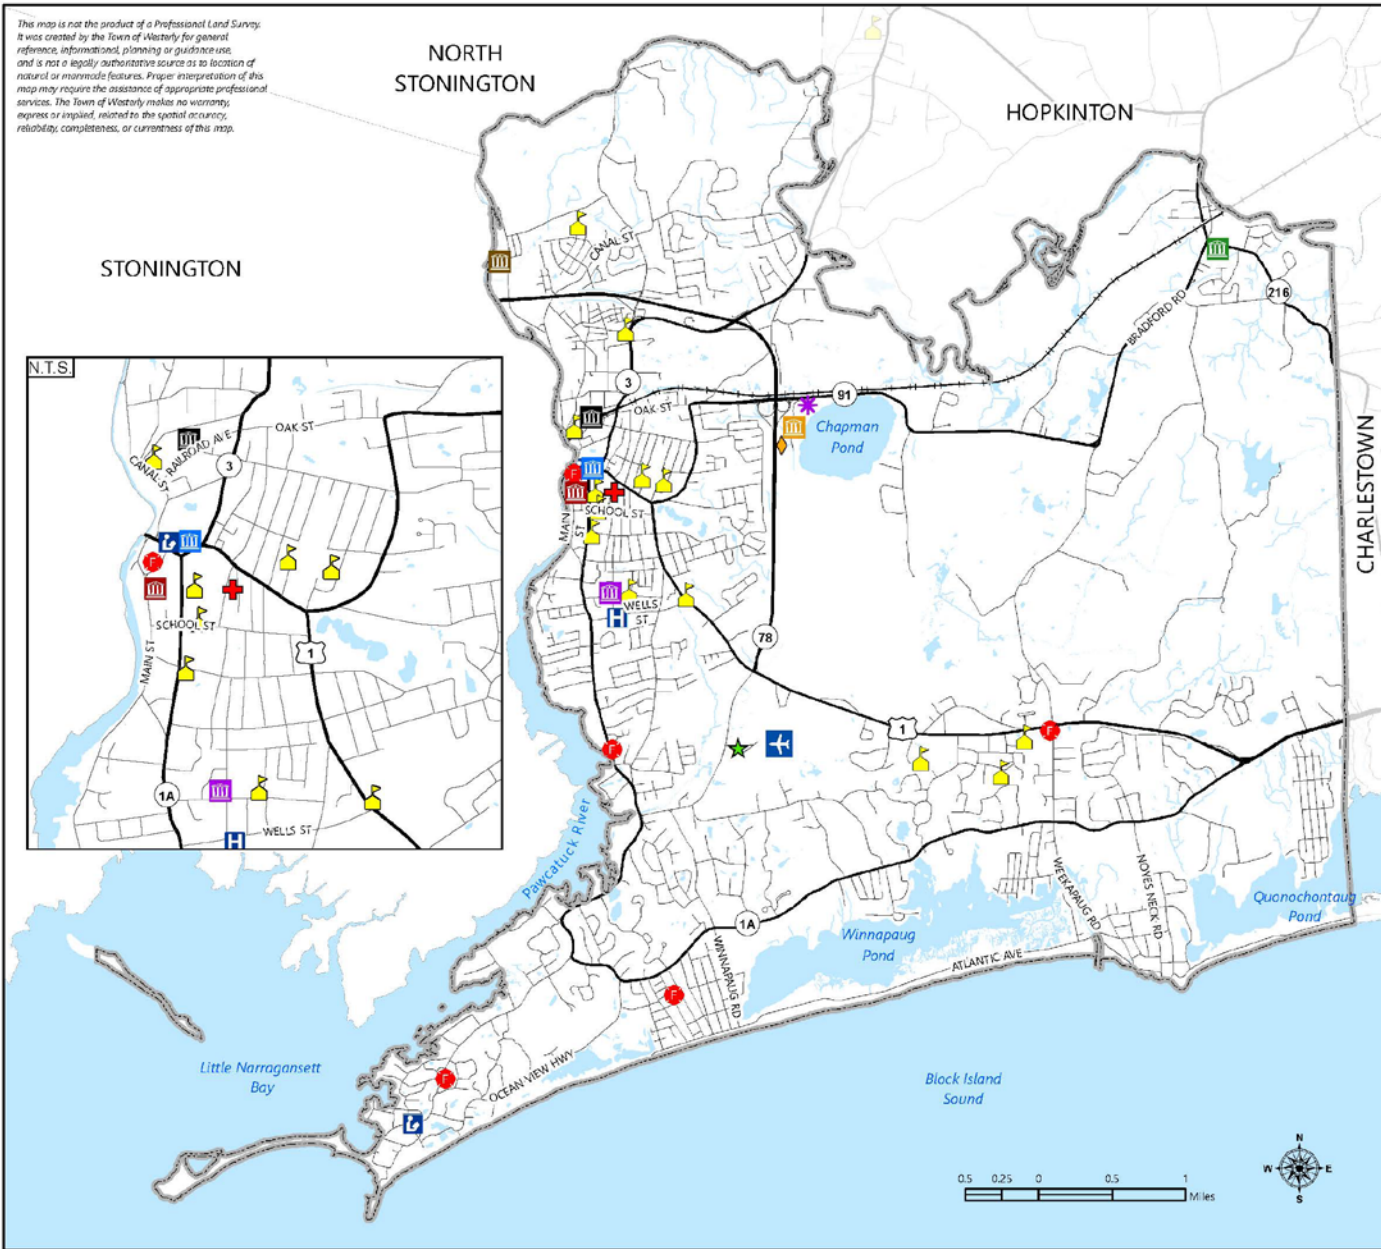 This map is not the product of a Professional Land Survey.
It was created by the Town of Westerly for general
reference, informational, planning or guidance use,
and is not a legally authoritative source as to location of
natural or manmade features. Proper interpretation of this
map may require the assistance of appropriate professional
services. The Town of Westerly makes no warranty,
express or implied, related to the spatial accuracy,
reliability, completeness, or currentness of this map.
NORTH
STONINGTON
HOPKINTON
STONINGTON
CANAL ST
216
BRADFORD RD
N.T.S.
3
OAK ST
91
Chapman
Pond
CHARLESTOWN
OAK ST
RAILROAD AVE
CANAL ST
3
F
SCHOOL ST
MAIN
ST
F
SCHOOL ST
MAIN ST
1
WELLS
ST
H
78
1A
WELLS ST
H
F
1
F
Pawcatuck River
WEEKAPAUG RD
NOYES NECK RD
Quonochontaug
Pond
1A
Winnapaug
Pond
WINNAPAUG RD
ATLANTIC AVE
F
Little Narragansett
Bay
F
OCEAN VIEW HWY
Block Island
Sound
N
W
E
S
0.5 0.25 0 0.5 1
Miles